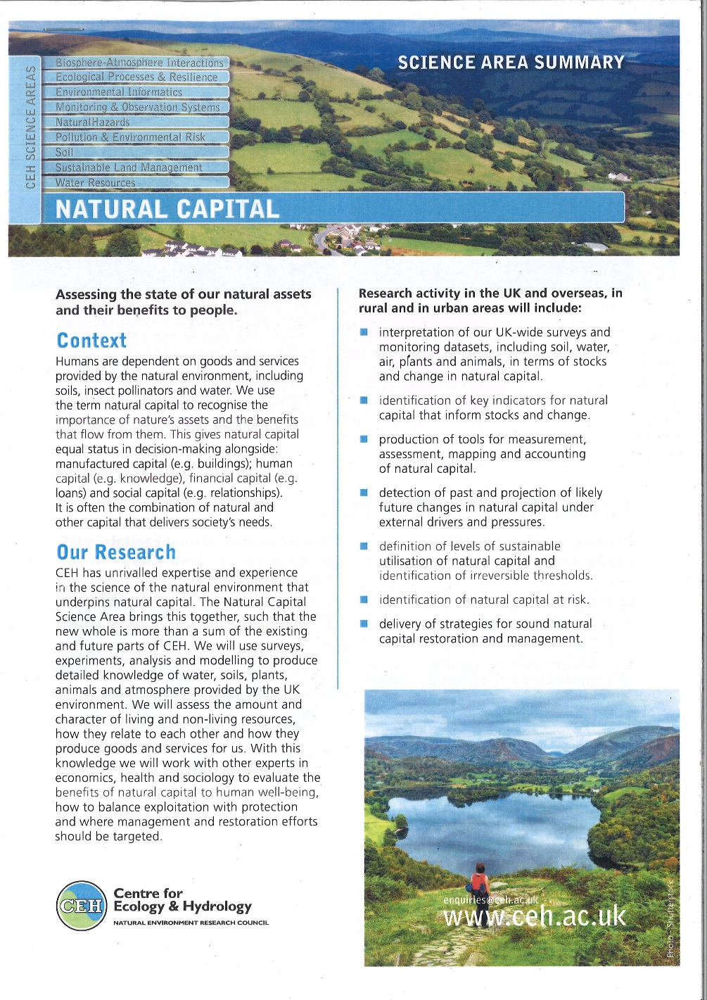 SCIENCE AREA SUMMARY
CEH SCIENCE AREAS
Biosphere-Atmosphere Interactions
Ecological Processes & Resilience
Environmental Informatics
Monitoring & Observation Systems
Natural Hazards
Pollution & Environmental Risk
Soil
Sustainable Land Management
Water Resources
NATURAL CAPITAL
Assessing the state of our natural assets
and their benefits to people.
Context
Humans are dependent on goods and services
provided by the natural environment, including
soils, insect pollinators and water. We use
the term natural capital to recognise the
importance of nature's assets and the benefits
that flow from them. This gives natural capital
equal status in decision-making alongside:
manufactured capital (e.g. buildings); human
capital (e.g. knowledge), financial capital (e.g.
loans) and social capital (e.g. relationships).
It is often the combination of natural and
other capital that delivers society's needs.
Our Research
CEH has unrivalled expertise and experience
in the science of the natural environment that
underpins natural capital. The Natural Capital
Science Area brings this together, such that the
new whole is more than a sum of the existing
and future parts of CEH. We will use surveys,
experiments, analysis and modelling to produce
detailed knowledge of water, soils, plants,
animals and atmosphere provided by the UK
environment. We will assess the amount and
character of living and non-living resources,
how they relate to each other and how they
produce goods and services for us. With this
knowledge we will work with other experts in
economics, health and sociology to evaluate the
benefits of natural capital to human well-being,
how to balance exploitation with protection
and where management and restoration efforts
should be targeted.
Research activity in the UK and overseas, in
rural and in urban areas will include:
interpretation of our UK-wide surveys and
monitoring datasets, including soil, water,
air, plants and animals, in terms of stocks
and change in natural capital.
identification of key indicators for natural
capital that inform stocks and change.
production of tools for measurement,
assessment, mapping and accounting
of natural capital.
detection of past and projection of likely
future changes in natural capital under
external drivers and pressures.
definition of levels of sustainable
utilisation of natural capital and
identification of irreversible thresholds.
identification of natural capital at risk.
delivery of strategies for sound natural
capital restoration and management.
CEH
Centre for
Ecology & Hydrology
NATURAL ENVIRONMENT RESEARCH COUNCIL
enquiries@ceh.ac.uk
www.ceh.ac.uk
Photo - Shutterstock